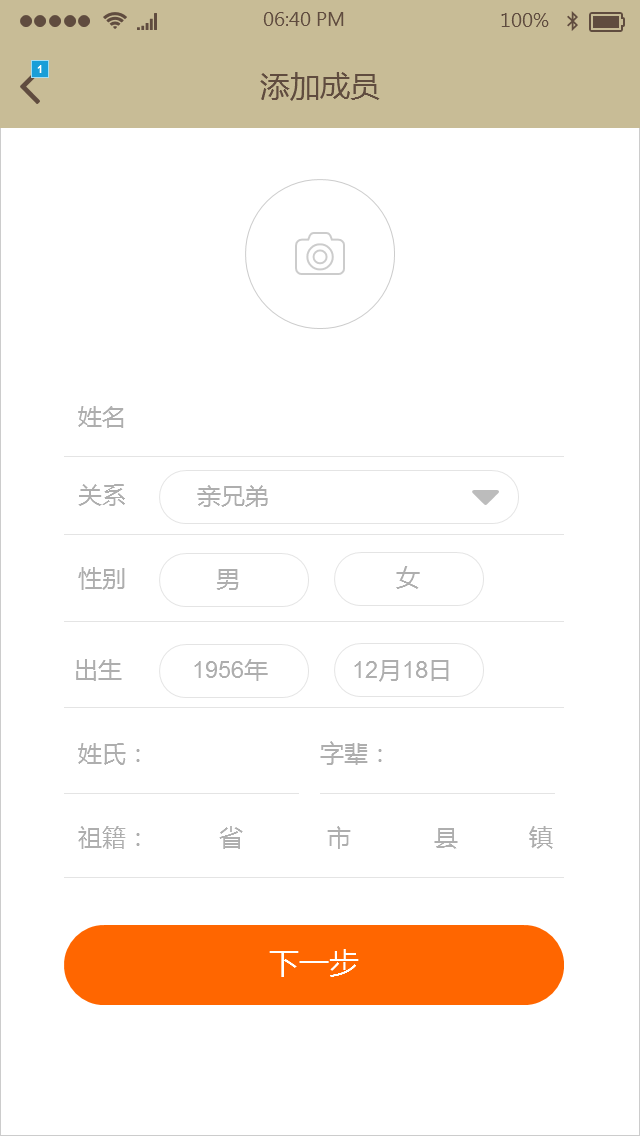 06:40 PM 100%
1
添加成员
姓名
关系 亲兄弟
性别 男 女
出生 1956年 12月18日
姓氏： 字辈：
祖籍： 省 市 县 镇
下一步